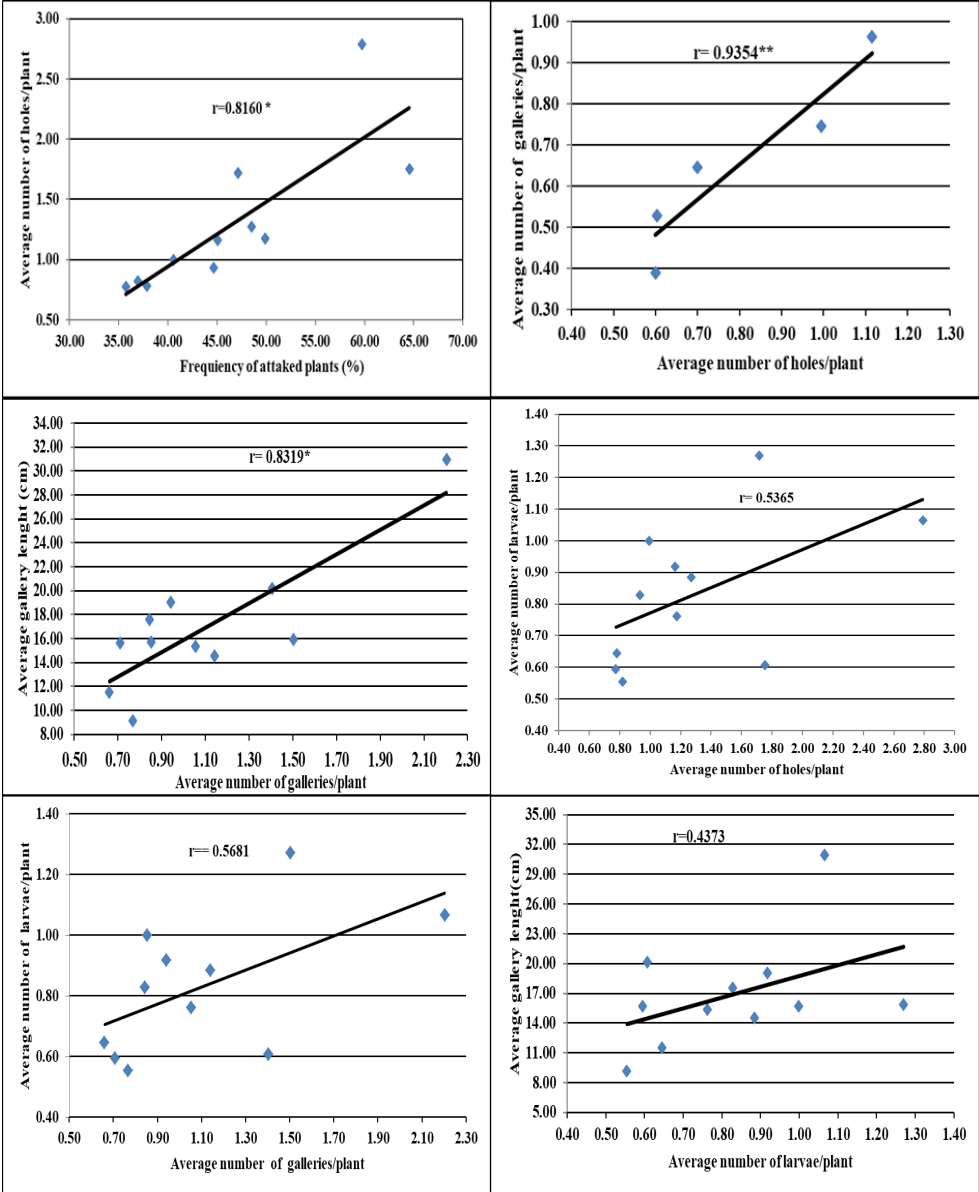 Average number of holes/plant
3.00
2.50
2.00
1.50
1.00
0.50
r=0.8160 *
30.00 35.00 40.00 45.00 50.00 55.00 60.00 65.00 70.00
Frequiency of attaked plants (%)
Average number of galleries/plant
1.00
0.90
0.80
0.70
0.60
0.50
0.40
0.30
r= 0.9354**
0.40 0.50 0.60 0.70 0.80 0.90 1.00 1.10 1.20 1.30
Average number of holes/plant
Average gallery lenght (cm)
34.00
32.00
30.00
28.00
26.00
24.00
22.00
20.00
18.00
16.00
14.00
12.00
10.00
8.00
r= 0.8319*
0.50 0.70 0.90 1.10 1.30 1.50 1.70 1.90 2.10 2.30
Average number of galleries/plant
Average number of larvae/plant
1.40
1.30
1.20
1.10
1.00
0.90
0.80
0.70
0.60
0.50
0.40
r= 0.5365
0.40 0.60 0.80 1.00 1.20 1.40 1.60 1.80 2.00 2.20 2.40 2.60 2.80 3.00
Average number of holes/plant
Average number of larvae/plant
1.40
1.20
1.00
0.80
0.60
0.40
r== 0.5681
0.50 0.70 0.90 1.10 1.30 1.50 1.70 1.90 2.10 2.30
Average number of galleries/plant
Average gallery lenght(cm)
35.00
32.00
29.00
26.00
23.00
20.00
17.00
14.00
11.00
8.00
5.00
r=0.4373
0.40 0.50 0.60 0.70 0.80 0.90 1.00 1.10 1.20 1.30 1.40
Average number of larvae/plant